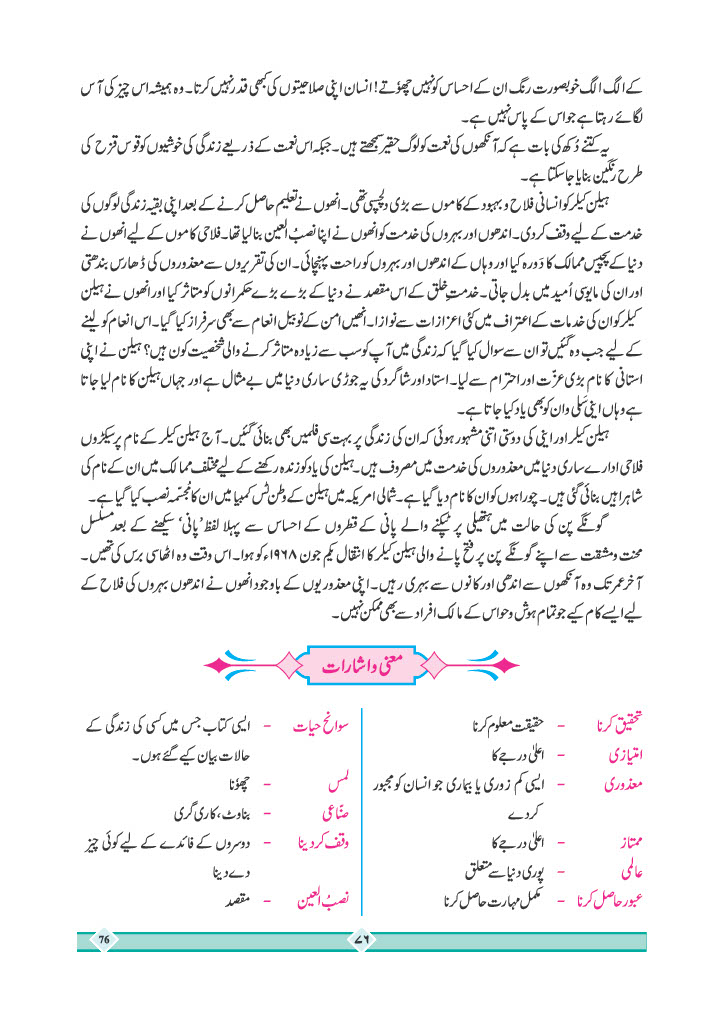 کے الگ الگ خوبصورت رنگ ان کے احساس کو نہیں چھوٗتے! انسان اپنی صلاحیتوں کی کبھی قدر نہیں کرتا۔ وہ ہمیشہ اس چیز کی آس
لگائے رہتا ہے جو اس کے پاس نہیں ہے۔
یہ کتنے دُکھ کی بات ہے کہ آنکھوں کی نعمت کو لوگ حقیر سمجھتے ہیں۔ جبکہ اس نعمت کے ذریعے زندگی کی خوشیوں کو قوسِ قزح کی
طرح رنگین بنایا جا سکتا ہے۔
ہیلن کیلر کو انسانی فلاح و بہبود کے کاموں سے بڑی دلچسپی تھی۔ انھوں نے تعلیم حاصل کرنے کے بعد اپنی بقیہ زندگی لوگوں کی
خدمت کے لیے وقف کردی۔ اندھوں اور بہروں کی خدمت کو انھوں نے اپنا نصبُ العین بنا لیا تھا۔ فلاحی کاموں کے لیے انھوں نے
دنیا کے پچیس ممالک کا دَورہ کیا اور وہاں کے اندھوں اور بہروں کو راحت پہنچائی۔ ان کی تقریروں سے معذوروں کی ڈھارس بندھتی
اور ان کی مایوسی اُمید میں بدل جاتی۔ خدمتِ خلق کے اس مقصد نے دنیا کے بڑے بڑے حکمرانوں کو متاثر کیا اور انھوں نے ہیلن
کیلر کو ان کی خدمات کے اعتراف میں کئی اعزازات سے نوازا۔ انھیں امن کے نوبیل انعام سے بھی سرفراز کیا گیا۔ اس انعام کو لینے
کے لیے جب وہ گئیں تو ان سے سوال کیا گیا کہ زندگی میں آپ کو سب سے زیادہ متاثر کرنے والی شخصیت کون ہیں؟ ہیلن نے اپنی
استانی کا نام بڑی عزّت اور احترام سے لیا۔ استاد اور شاگرد کی یہ جوڑی ساری دنیا میں بے مثال ہے اور جہاں ہیلن کا نام لیا جاتا
ہے وہاں اینی سَلی وان کو بھی یاد کیا جاتا ہے۔
ہیلن کیلر اور اینی کی دوستی اتنی مشہور ہوئی کہ ان کی زندگی پر بہت سی فلمیں بھی بنائی گئیں۔ آج ہیلن کیلر کے نام پر سیکڑوں
فلاحی ادارے ساری دنیا میں معذوروں کی خدمت میں مصروف ہیں۔ ہیلن کی یاد کو زندہ رکھنے کے لیے مختلف ممالک میں ان کے نام کی
شاہراہیں بنائی گئی ہیں۔ چوراہوں کو ان کا نام دیا گیا ہے۔ شمالی امریکہ میں ہیلن کے وطن ٹس کمبیا میں ان کا مُجسّمہ نصب کیا گیا ہے۔
گونگے پن کی حالت میں ہتھیلی پر ٹپکنے والے پانی کے قطروں کے احساس سے پہلا لفظ 'پانی' سیکھنے کے بعد مسلسل
محنت و مشقت سے اپنے گونگے پن پر فتح پانے والی ہیلن کیلر کا انتقال یکم جون ۱۹۶۸ء کو ہوا۔ اس وقت وہ اٹھاسی برس کی تھیں۔
آخر عمر تک وہ آنکھوں سے اندھی اور کانوں سے بہری رہیں۔ اپنی معذوریوں کے باوجود انھوں نے اندھوں بہروں کی فلاح کے
لیے ایسے کام کیے جو تمام ہوش و حواس کے مالک افراد سے بھی ممکن نہیں۔
معنی و اشارات
تحقیق کرنا - حقیقت معلوم کرنا
امتیازی - اعلیٰ درجے کا
معذوری - ایسی کم زوری یا بیماری جو انسان کو مجبور
کر دے
ممتاز - اعلیٰ درجے کا
عالمی - پوری دنیا سے متعلق
عبور حاصل کرنا - مکمل مہارت حاصل کرنا
سوانح حیات - ایسی کتاب جس میں کسی کی زندگی کے
حالات بیان کیے گئے ہوں۔
لمس - چھوٗنا
صنّاعی - بناوٹ، کاری گری
وقف کر دینا - دوسروں کے فائدے کے لیے کوئی چیز
دے دینا
نصبُ العین - مقصد
76
۷۶